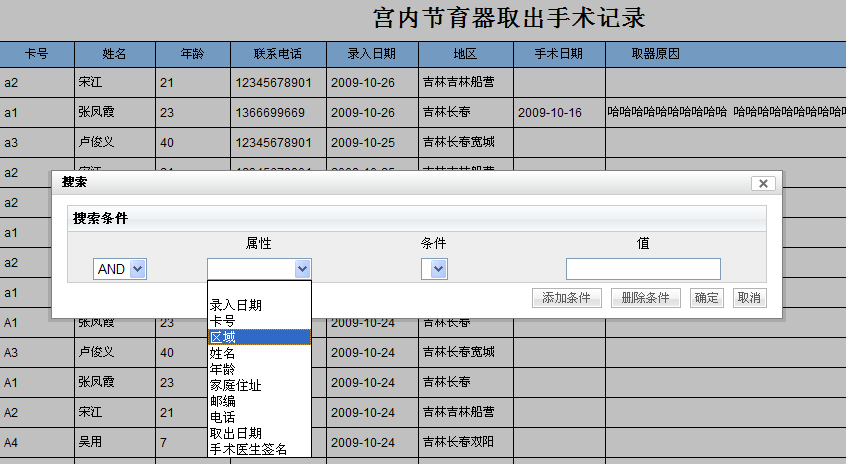 宫内节育器取出手术记录
卡号 姓名 年龄 联系电话 录入日期 地区 手术日期 取器原因
a2 宋江 21 12345678901 2009-10-26 吉林吉林船营
a1 张凤霞 23 1366699669 2009-10-26 吉林长春 2009-10-16 哈哈哈哈哈哈哈哈哈哈 哈哈哈哈哈哈哈哈哈
a3 卢俊义 40 12345678901 2009-10-25 吉林长春宽城
a2
搜索
a2
搜索条件
a1
属性 条件 值
a2 AND
a1
录入日期
添加条件 删除条件 确定 取消
卡号
A1 张凤霞 23 2009-10-24 吉林长春
区域
姓名
A3 卢俊义 40 2009-10-24 吉林长春宽城
年龄
A1 张凤霞 23 2009-10-24 吉林长春
家庭住址
邮编
A2 宋江 21 2009-10-24 吉林吉林船营
电话
取出日期
A4 吴用 7 2009-10-24 吉林长春双阳
手术医生签名